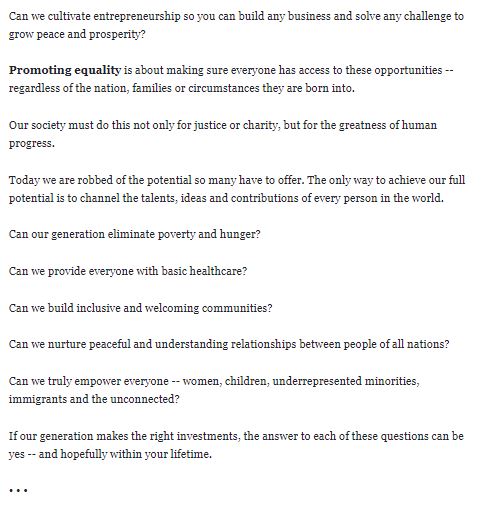 Can we cultivate entrepreneurship so you can build any business and solve any challenge to
grow peace and prosperity?
Promoting equality is about making sure everyone has access to these opportunities --
regardless of the nation, families or circumstances they are born into.
Our society must do this not only for justice or charity, but for the greatness of human
progress.
Today we are robbed of the potential so many have to offer. The only way to achieve our full
potential is to channel the talents, ideas and contributions of every person in the world.
Can our generation eliminate poverty and hunger?
Can we provide everyone with basic healthcare?
Can we build inclusive and welcoming communities?
Can we nurture peaceful and understanding relationships between people of all nations?
Can we truly empower everyone -- women, children, underrepresented minorities,
immigrants and the unconnected?
If our generation makes the right investments, the answer to each of these questions can be
yes -- and hopefully within your lifetime.
• • •